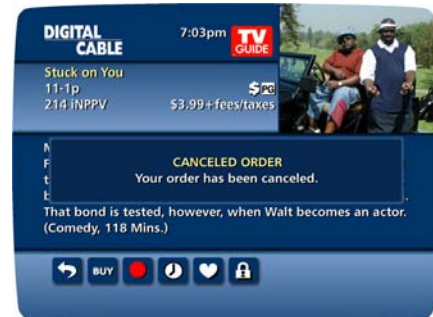 DIGITAL
CABLE
7:03pm
TV
GUIDE
Stuck on You
11-1p
$ PG
214 iNPPV
$3.99+fees/taxes
CANCELED ORDER
Your order has been canceled.
That bond is tested, however, when Walt becomes an actor.
(Comedy, 118 Mins.)
BUY